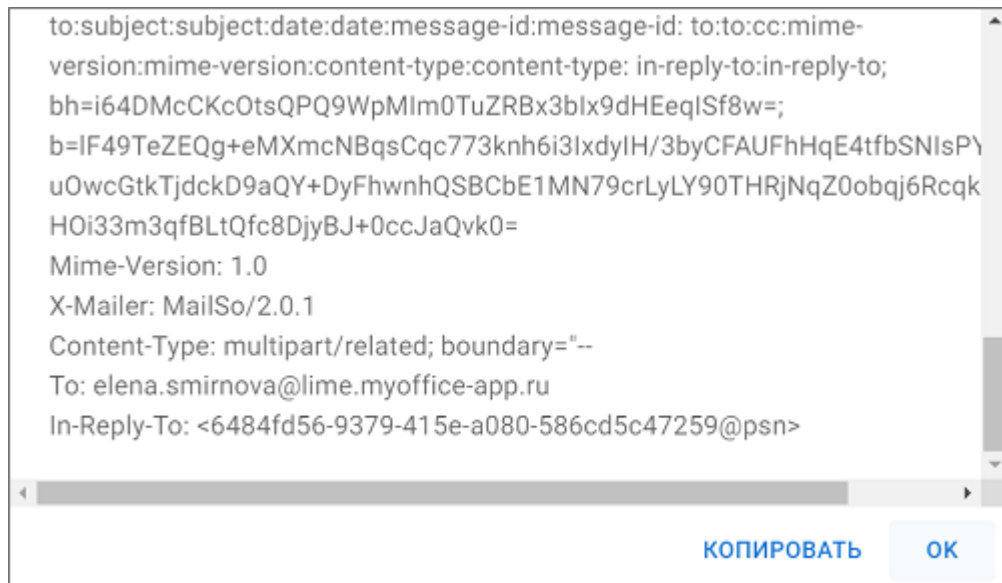 to:subject:subject:date:date:message-id:message-id: to:to:cc:mime-
version:mime-version:content-type:content-type: in-reply-to:in-reply-to;
bh=i64DMcCKcOtsQPQ9WpMIm0TuZRBx3bIx9dHEeqISf8w=;
b=lF49TeZEQg+eMXmcNBqsCqc773knh6i3IxdyIH/3byCFAUFhHqE4tfbSNIsPY
uOwcGtkTjdckD9aQY+DyFhwnhQSBCbE1MN79crLyLY90THRjNqZ0obqj6Rcqk
HOi33m3qfBLtQfc8DjyBJ+0ccJaQvk0=
Mime-Version: 1.0
X-Mailer: MailSo/2.0.1
Content-Type: multipart/related; boundary="--
To: elena.smirnova@lime.myoffice-app.ru
In-Reply-To: <6484fd56-9379-415e-a080-586cd5c47259@psn>
КОПИРОВАТЬ OK